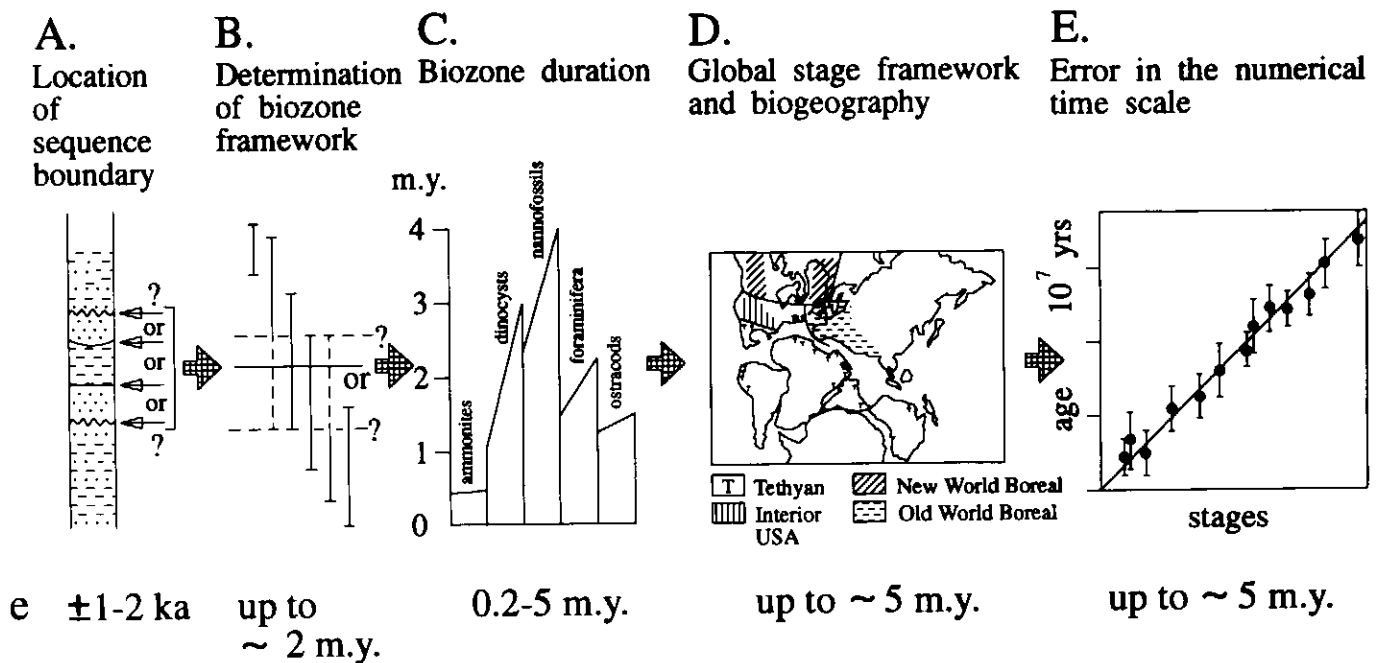 A.
Location
of
sequence
boundary
?
or
or
or
?
B.
Determination
of biozone
framework
?
or
?
C.
Biozone duration
m.y.
4
3
2
1
0
ammonites
dinocysts
nannofossils
foraminifera
ostracods
D.
Global stage framework
and biogeography
T Tethyan
New World Boreal
Interior
USA
Old World Boreal
E.
Error in the numerical
time scale
age 10⁷ yrs
stages
e ±1-2 ka
up to
~ 2 m.y.
0.2-5 m.y.
up to ~ 5 m.y.
up to ~ 5 m.y.